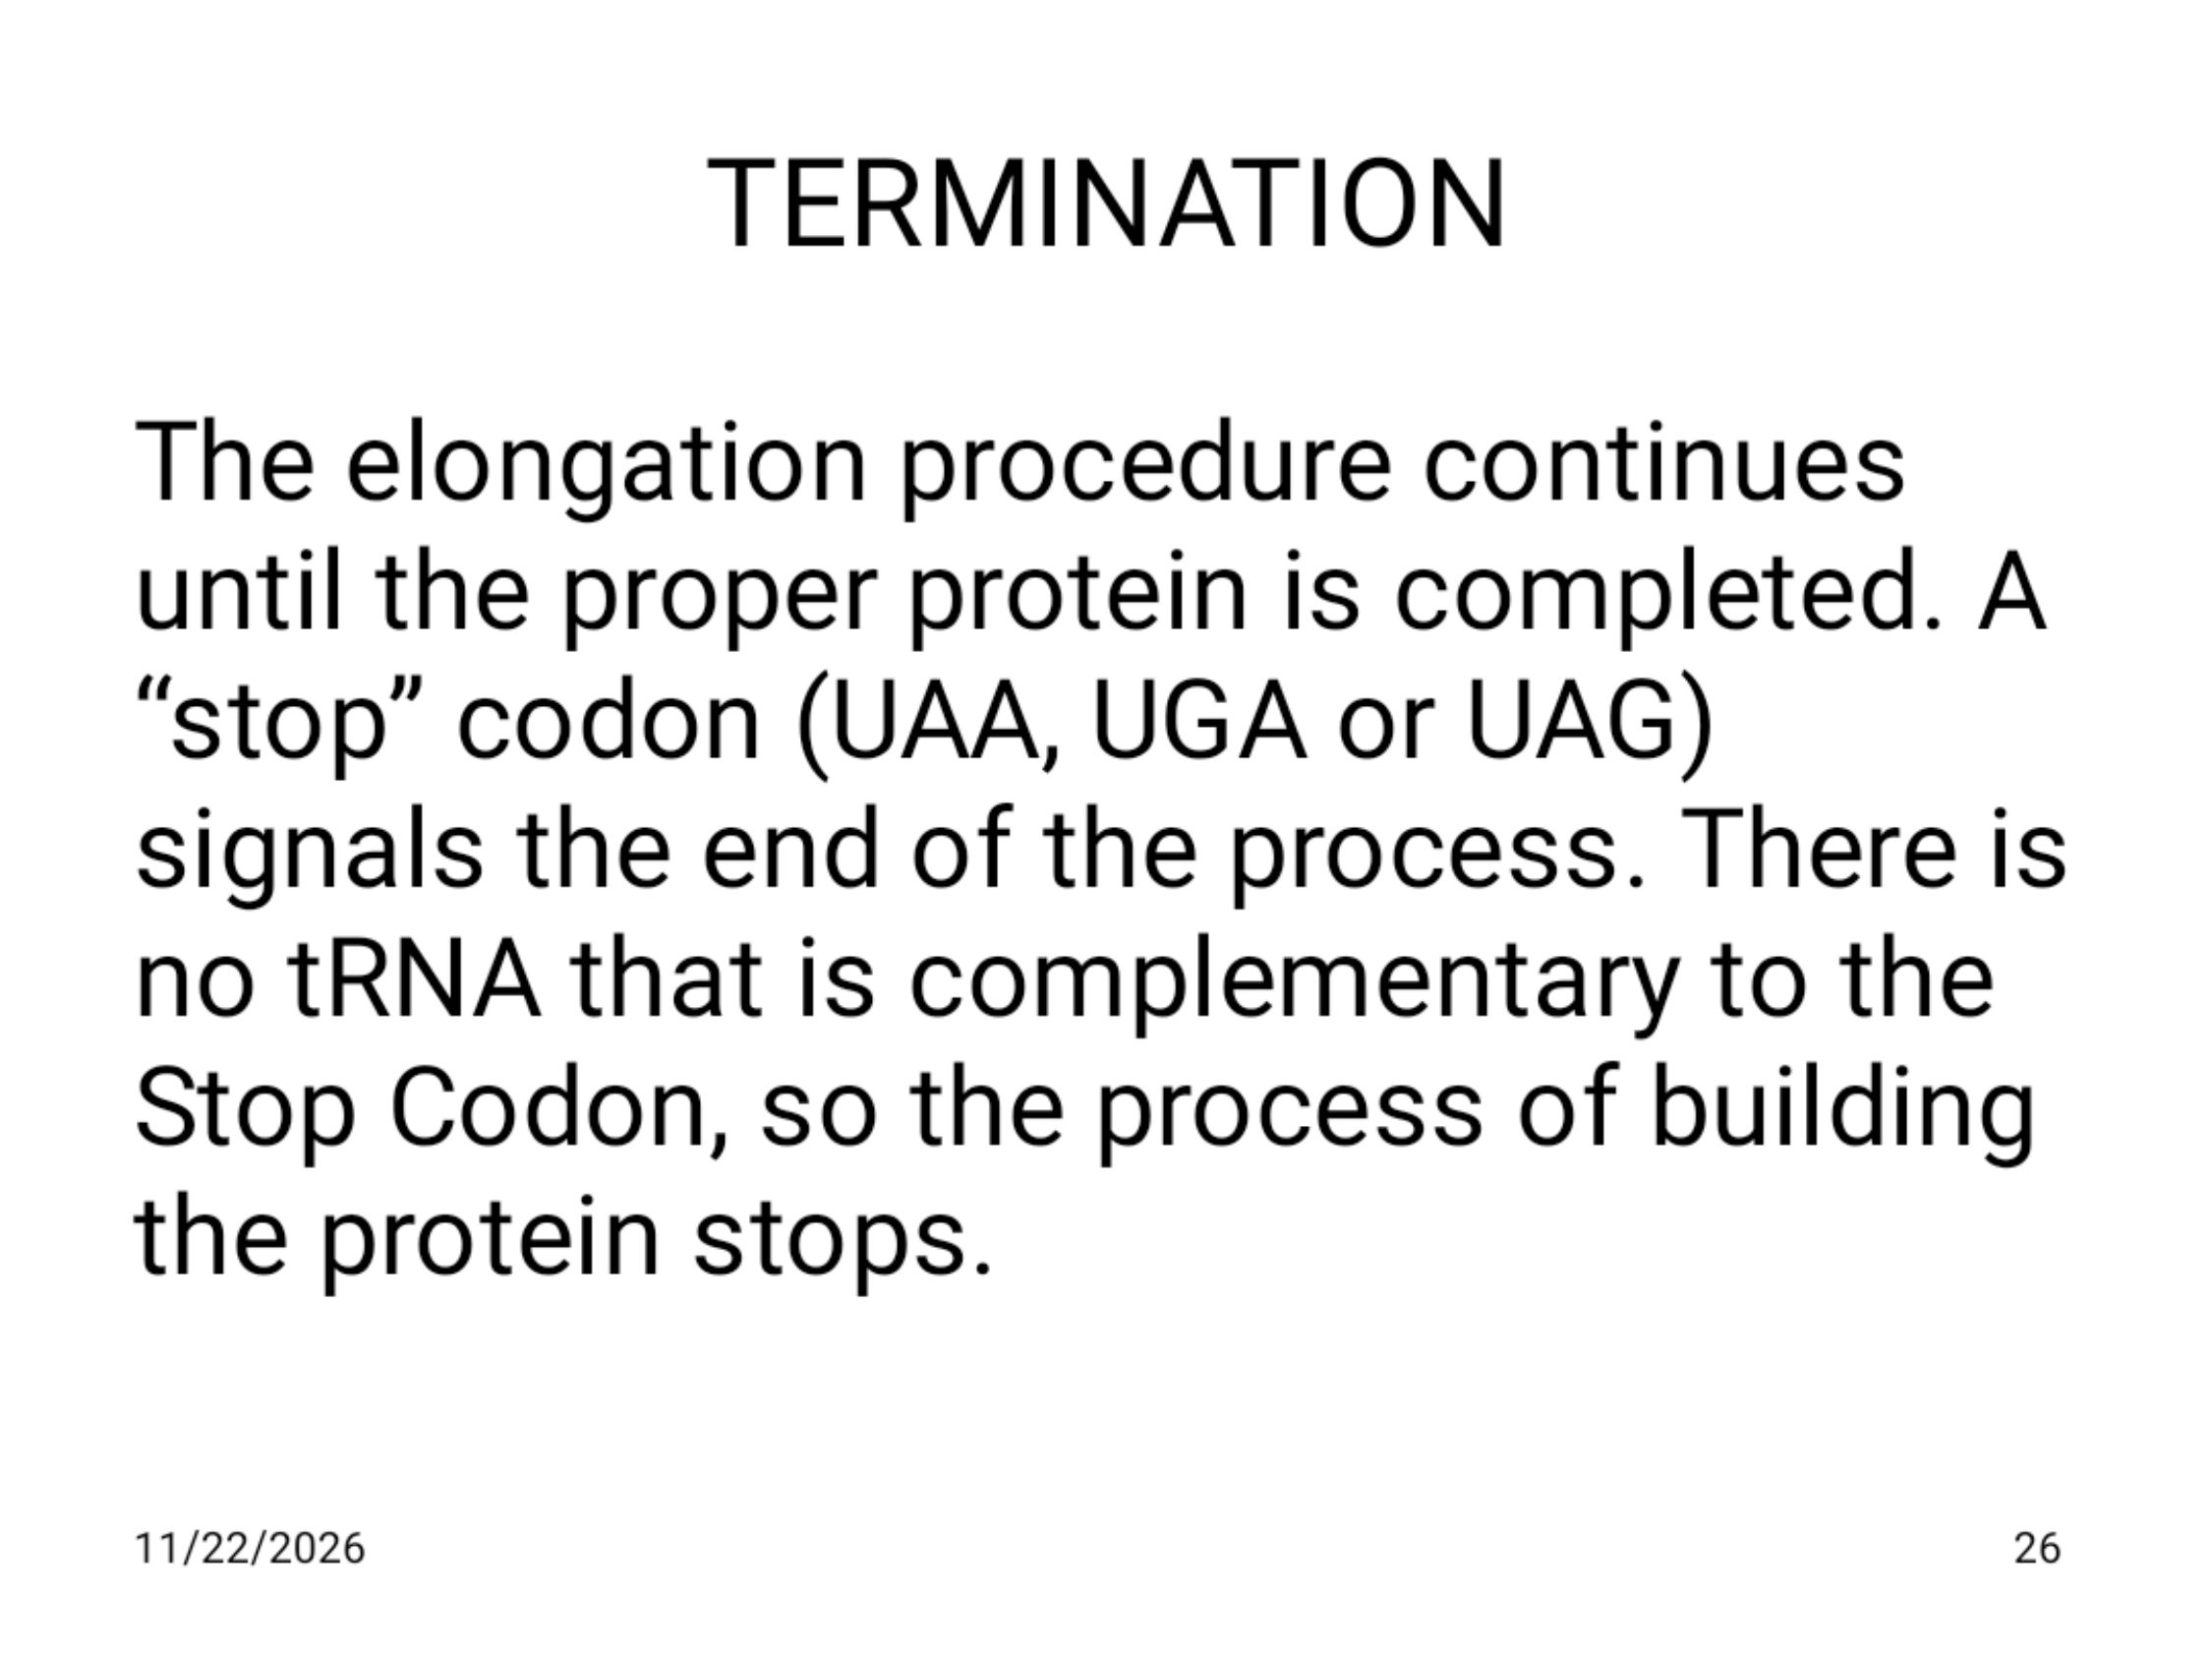 TERMINATION
The elongation procedure continues
until the proper protein is completed. A
“stop” codon (UAA, UGA or UAG)
signals the end of the process. There is
no tRNA that is complementary to the
Stop Codon, so the process of building
the protein stops.
11/22/2026
26